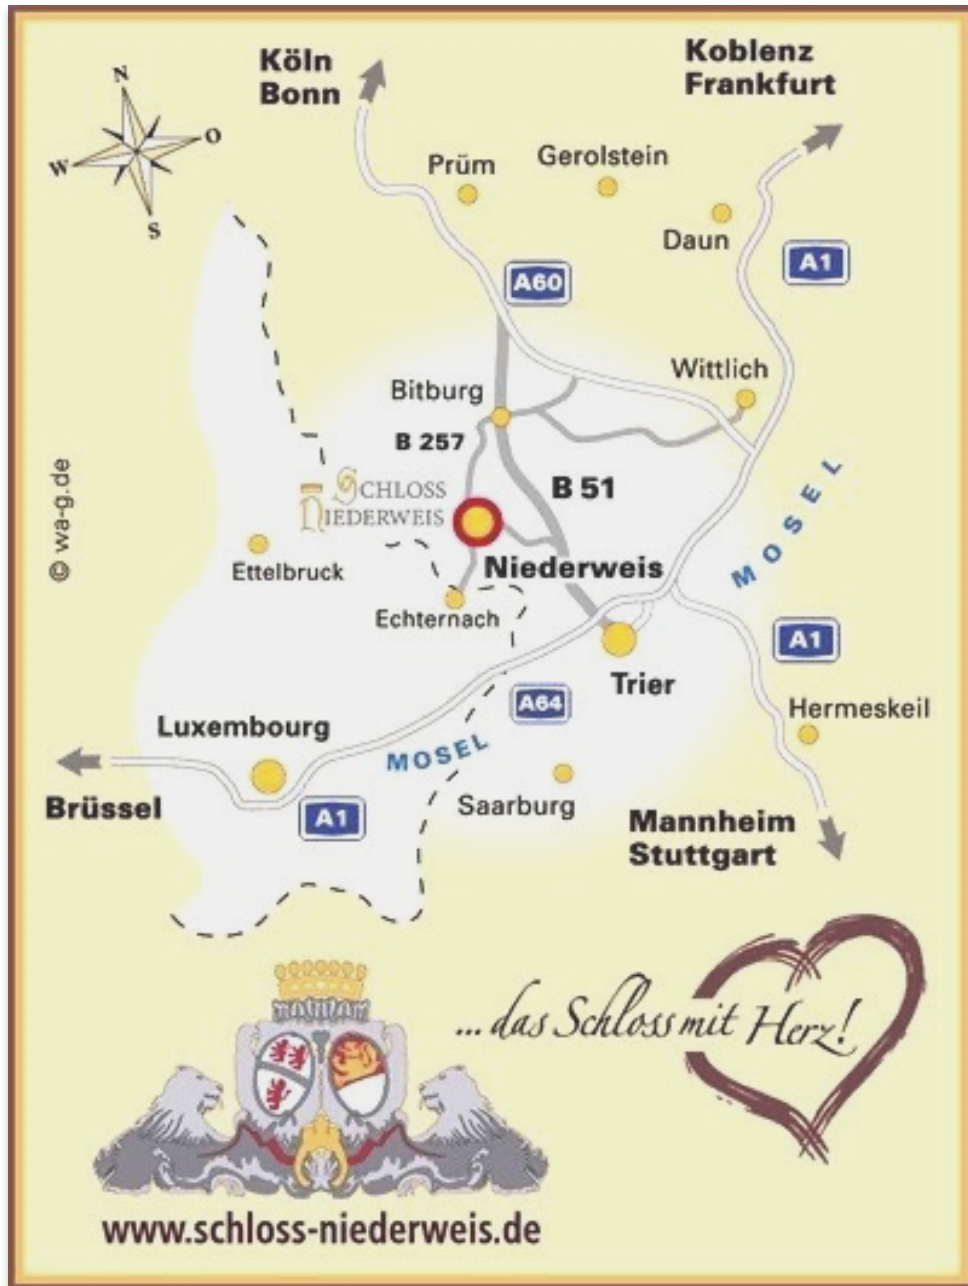 N
O
W
S
Köln
Bonn
Koblenz
Frankfurt
Prüm
Gerolstein
Daun
A1
A60
Wittlich
Bitburg
B 257
B 51
MOSEL
SCHLOSS
NIEDERWEIS
© wa-g.de
Ettelbruck
Niederweis
Echternach
A1
Trier
A64
Hermeskeil
Luxembourg
MOSEL
Brüssel
A1
Saarburg
Mannheim
Stuttgart
... das Schloss mit Herz!
www.schloss-niederweis.de